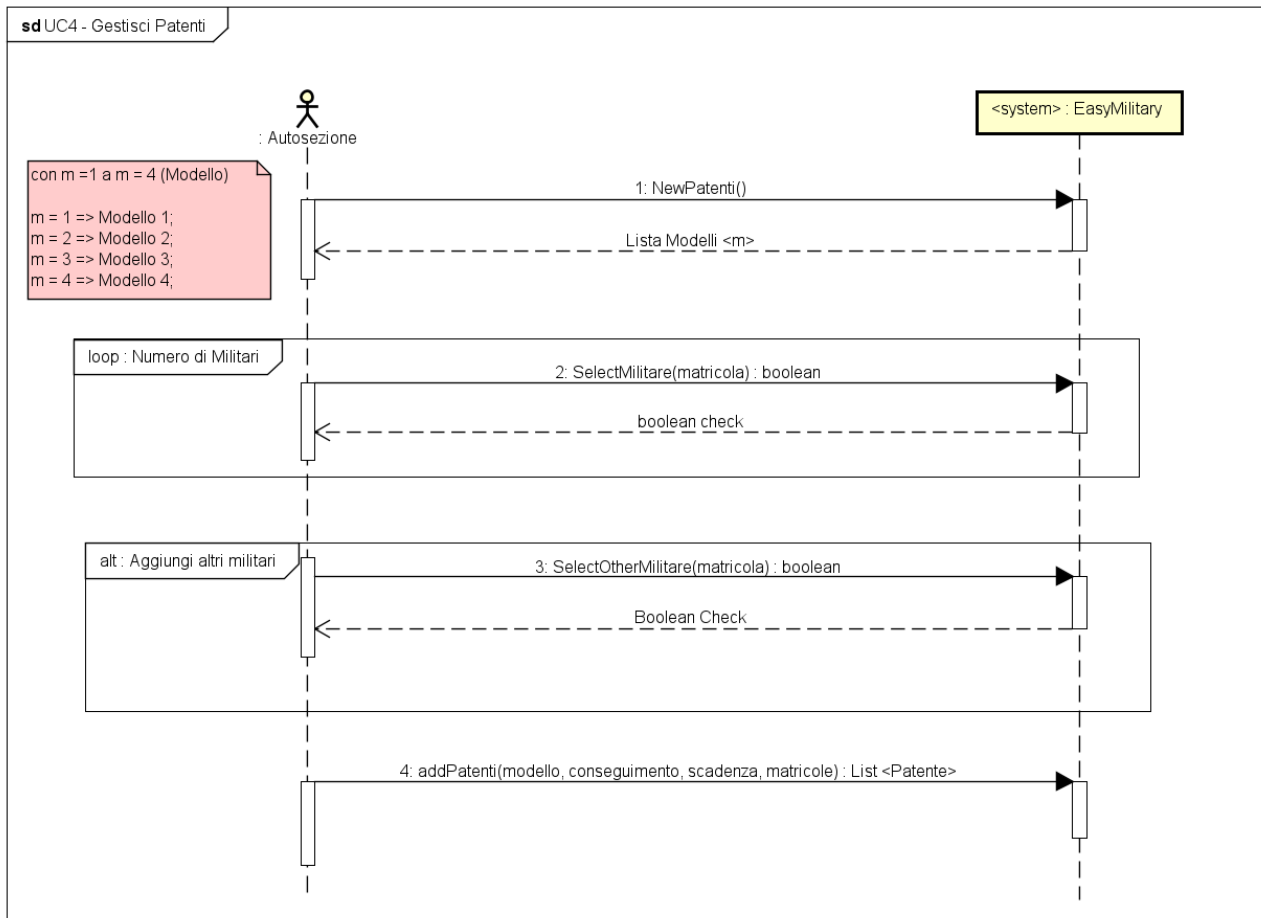 sd UC4 - Gestisci Patenti
: Autosezione
<system> : EasyMilitary
con m =1 a m = 4 (Modello)
m = 1 => Modello 1;
m = 2 => Modello 2;
m = 3 => Modello 3;
m = 4 => Modello 4;
1: NewPatenti()
Lista Modelli <m>
loop : Numero di Militari
2: SelectMilitare(matricola) : boolean
boolean check
alt : Aggiungi altri militari
3: SelectOtherMilitare(matricola) : boolean
Boolean Check
4: addPatenti(modello, conseguimento, scadenza, matricole) : List <Patente>